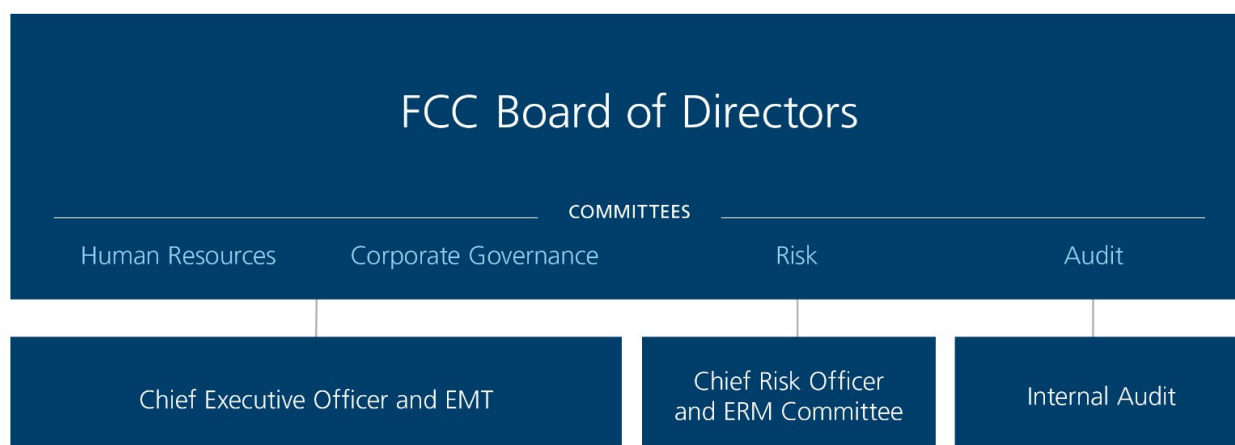 FCC Board of Directors
COMMITTEES
Human Resources Corporate Governance Risk Audit
Chief Executive Officer and EMT
Chief Risk Officer
and ERM Committee
Internal Audit